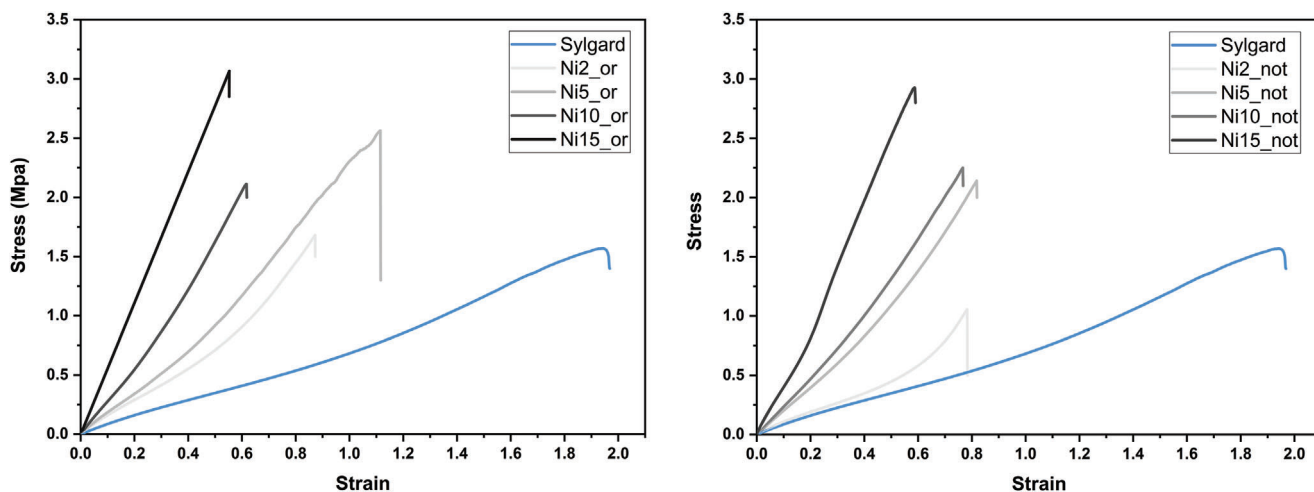 3.5
3.0
2.5
2.0
1.5
1.0
0.5
0.0
Stress (Mpa)
Sylgard
Ni2_or
Ni5_or
Ni10_or
Ni15_or
0.0 0.2 0.4 0.6 0.8 1.0 1.2 1.4 1.6 1.8 2.0
Strain
3.5
3.0
2.5
2.0
1.5
1.0
0.5
0.0
Stress
Sylgard
Ni2_not
Ni5_not
Ni10_not
Ni15_not
0.0 0.2 0.4 0.6 0.8 1.0 1.2 1.4 1.6 1.8 2.0
Strain